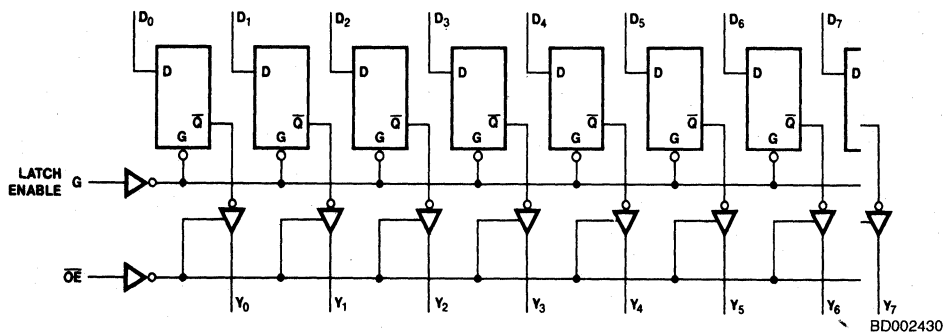 D0 D1 D2 D3 D4 D5 D6 D7
D D D D D D D D
Q̅ Q̅ Q̅ Q̅ Q̅ Q̅ Q̅
G G G G G G G
LATCH
ENABLE G
O̅E̅
Y0 Y1 Y2 Y3 Y4 Y5 Y6 Y7
BD002430